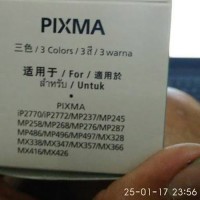 PIXMA
三色/3 Colors/3 สี/3 warna
适用于/For/適用於
สำหรับ/Untuk
• PIXMA
iP2770/iP2772/MP237/MP245
MP258/MP268/MP276/MP287
MP486/MP496/MP497/MX328
MX338/MX347/MX357/MX366
MX416/MX426
25-01-17 23:56